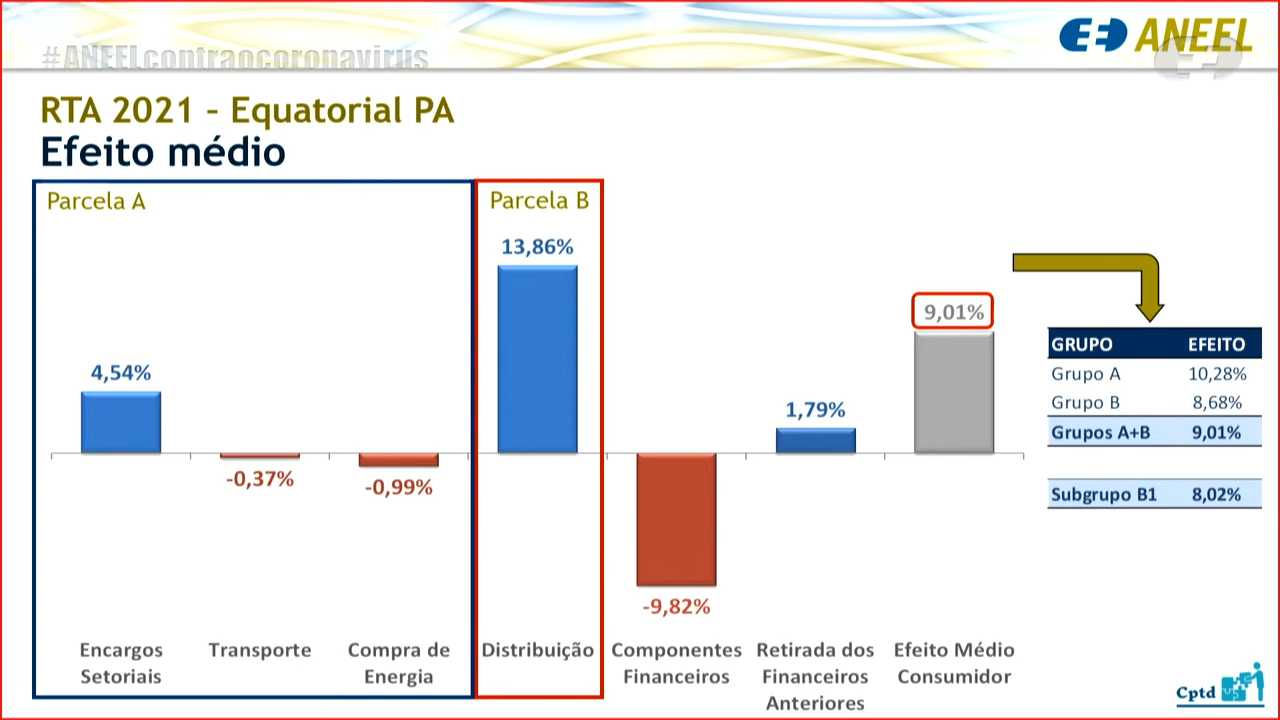 #ANEELcontraocoronavirus
ANEEL
RTA 2021 – Equatorial PA
Efeito médio
Parcela A
Parcela B
13,86%
9,01%
4,54%
1,79%
-0,37%
-0,99%
-9,82%
GRUPO EFEITO
Grupo A 10,28%
Grupo B 8,68%
Grupos A+B 9,01%
Subgrupo B1 8,02%
Encargos
Setoriais
Transporte
Compra de
Energia
Distribuição
Componentes
Financeiros
Retirada dos
Financeiros
Anteriores
Efeito Médio
Consumidor
Cptd